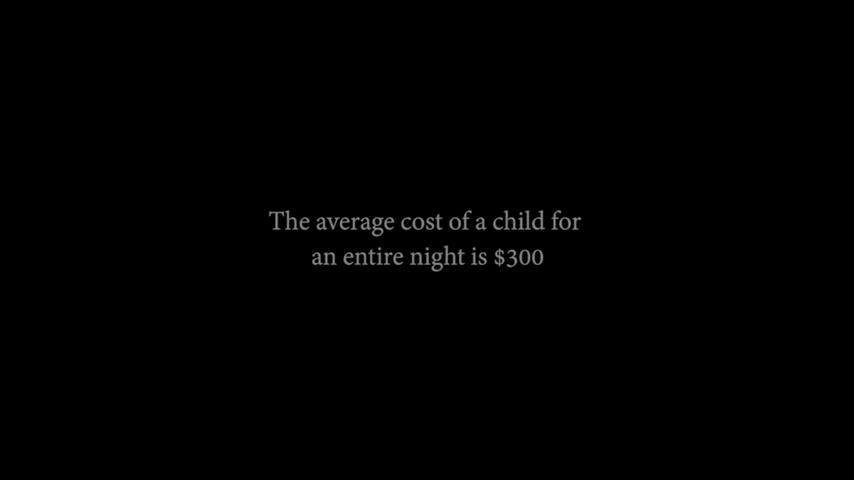 The average cost of a child for
an entire night is $300